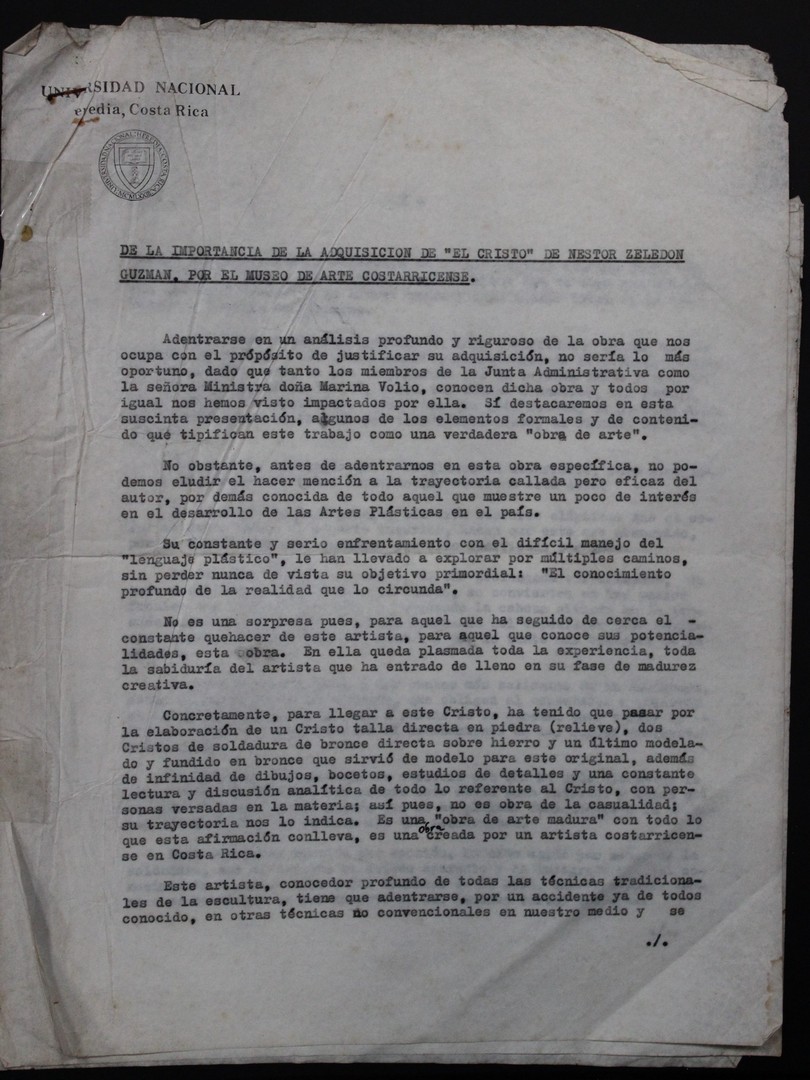 UNIVERSIDAD NACIONAL
eredia, Costa Rica
DE LA IMPORTANCIA DE LA ADQUISICION DE "EL CRISTO" DE NESTOR ZELEDON
GUZMAN, POR EL MUSEO DE ARTE COSTARRICENSE.
Adentrarse en un análisis profundo y riguroso de la obra que nos
ocupa con el própósito de justificar su adquisición, no sería lo más
oportuno, dado que tanto los miembros de la Junta Administrativa como
la señora Ministra doña Marina Volio, conocen dicha obra y todos por
igual nos hemos visto impactados por ella. Sí destacaremos en esta
suscinta presentación, algunos de los elementos formales y de conteni-
do que tipifican este trabajo como una verdadera "obra de arte".
No obstante, antes de adentrarnos en esta obra específica, no po-
demos eludir el hacer mención a la trayectoria callada pero eficaz del
autor, por demás conocida de todo aquel que muestre un poco de interés
en el desarrollo de las Artes Plásticas en el país.
Su constante y serio enfrentamiento con el difícil manejo del
"lenguaje plástico", le han llevado a explorar por múltiples caminos,
sin perder nunca de vista su objetivo primordial: "El conocimiento
profundo de la realidad que lo circunda".
No es una sorpresa pues, para aquel que ha seguido de cerca el -
constante quehacer de este artista, para aquel que conoce sus potencia-
lidades, esta obra. En ella queda plasmada toda la experiencia, toda
la sabiduría del artista que ha entrado de lleno en su fase de madurez
creativa.
Concretamente, para llegar a este Cristo, ha tenido que pasar por
la elaboración de un Cristo talla directa en piedra (relieve), dos
Cristos de soldadura de bronce directa sobre hierro y un último modela-
do y fundido en bronce que sirvió de modelo para este original, además
de infinidad de dibujos, bocetos, estudios de detalles y una constante
lectura y discusión analítica de todo lo referente al Cristo, con per-
sonas versadas en la materia; así pues, no es obra de la casualidad;
su trayectoria nos lo indica. Es una "obra de arte madura" con todo lo
que esta afirmación conlleva, es una obra creada por un artista costarricen-
se en Costa Rica.
Este artista, conocedor profundo de todas las técnicas tradiciona-
les de la escultura, tiene que adentrarse, por un accidente ya de todos
conocido, en otras técnicas no convencionales en nuestro medio y se
./.